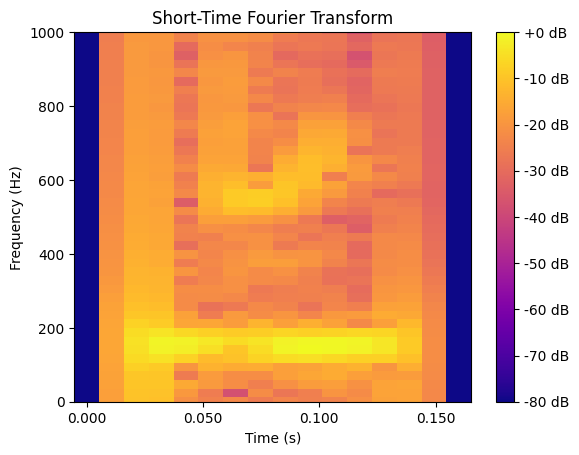 Short-Time Fourier Transform
1000
800
600
400
200
0
Frequency (Hz)
0.000
0.050
0.100
0.150
Time (s)
+0 dB
-10 dB
-20 dB
-30 dB
-40 dB
-50 dB
-60 dB
-70 dB
-80 dB